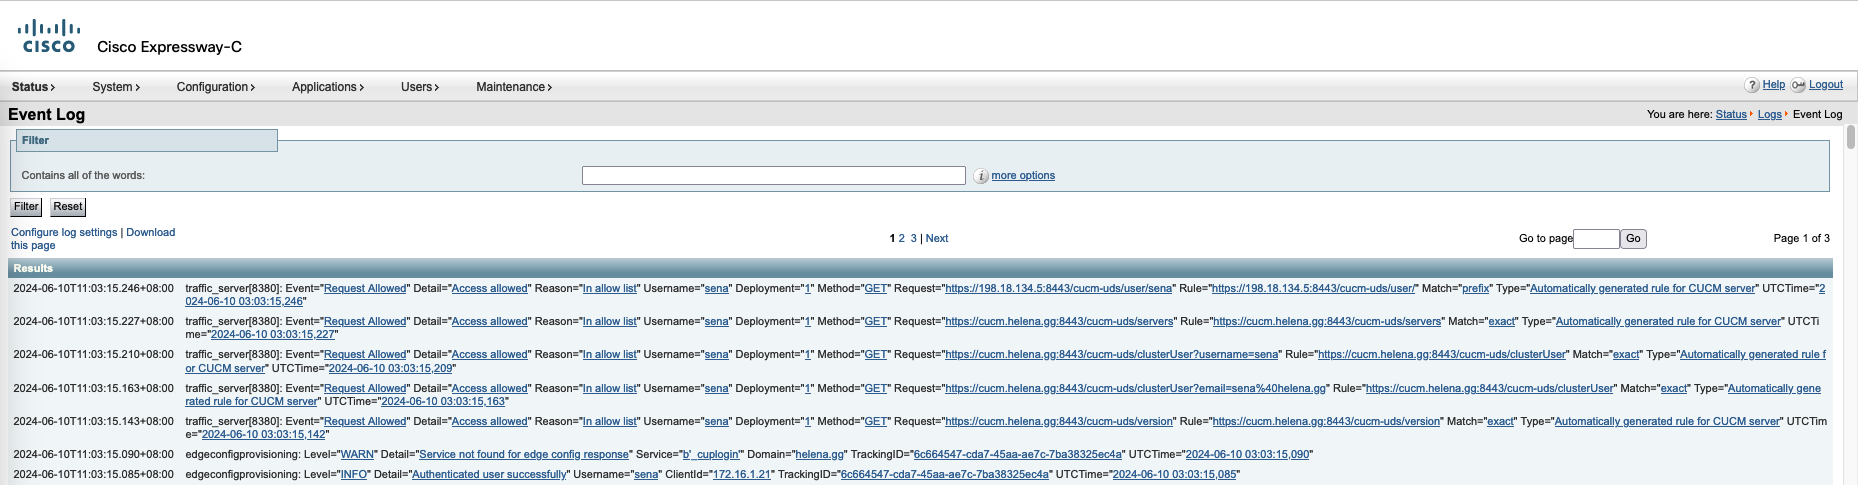 CISCO
Cisco Expressway-C
Status> System> Configuration> Applications> Users> Maintenance> ? Help Logout
Event Log You are here: Status Logs Event Log
Filter
Contains all of the words: i more options
Filter Reset
Configure log settings | Download
this page
1 2 3 | Next Go to page Go Page 1 of 3
Results
2024-06-10T11:03:15.246+08:00 traffic_server[8380]: Event="Request Allowed" Detail="Access allowed" Reason="In allow list" Username="sena" Deployment="1" Method="GET" Request="https://198.18.134.5:8443/cucm-uds/user/sena" Rule="https://198.18.134.5:8443/cucm-uds/user/" Match="prefix" Type="Automatically generated rule for CUCM server" UTCTime="2
024-06-10 03:03:15,246"
2024-06-10T11:03:15.227+08:00 traffic_server[8380]: Event="Request Allowed" Detail="Access allowed" Reason="In allow list" Username="sena" Deployment="1" Method="GET" Request="https://cucm.helena.gg:8443/cucm-uds/servers" Rule="https://cucm.helena.gg:8443/cucm-uds/servers" Match="exact" Type="Automatically generated rule for CUCM server" UTCTi
me="2024-06-10 03:03:15,227"
2024-06-10T11:03:15.210+08:00 traffic_server[8380]: Event="Request Allowed" Detail="Access allowed" Reason="In allow list" Username="sena" Deployment="1" Method="GET" Request="https://cucm.helena.gg:8443/cucm-uds/clusterUser?username=sena" Rule="https://cucm.helena.gg:8443/cucm-uds/clusterUser" Match="exact" Type="Automatically generated rule f
or CUCM server" UTCTime="2024-06-10 03:03:15,209"
2024-06-10T11:03:15.163+08:00 traffic_server[8380]: Event="Request Allowed" Detail="Access allowed" Reason="In allow list" Username="sena" Deployment="1" Method="GET" Request="https://cucm.helena.gg:8443/cucm-uds/clusterUser?email=sena%40helena.gg" Rule="https://cucm.helena.gg:8443/cucm-uds/clusterUser" Match="exact" Type="Automatically gene
rated rule for CUCM server" UTCTime="2024-06-10 03:03:15,163"
2024-06-10T11:03:15.143+08:00 traffic_server[8380]: Event="Request Allowed" Detail="Access allowed" Reason="In allow list" Username="sena" Deployment="1" Method="GET" Request="https://cucm.helena.gg:8443/cucm-uds/version" Rule="https://cucm.helena.gg:8443/cucm-uds/version" Match="exact" Type="Automatically generated rule for CUCM server" UTCTim
e="2024-06-10 03:03:15,142"
2024-06-10T11:03:15.090+08:00 edgeconfigprovisioning: Level="WARN" Detail="Service not found for edge config response" Service="b'_cuplogin'" Domain="helena.gg" TrackingID="6c664547-cda7-45aa-ae7c-7ba38325ec4a" UTCTime="2024-06-10 03:03:15,090"
2024-06-10T11:03:15.085+08:00 edgeconfigprovisioning: Level="INFO" Detail="Authenticated user successfully" Username="sena" ClientId="172.16.1.21" TrackingID="6c664547-cda7-45aa-ae7c-7ba38325ec4a" UTCTime="2024-06-10 03:03:15,085"